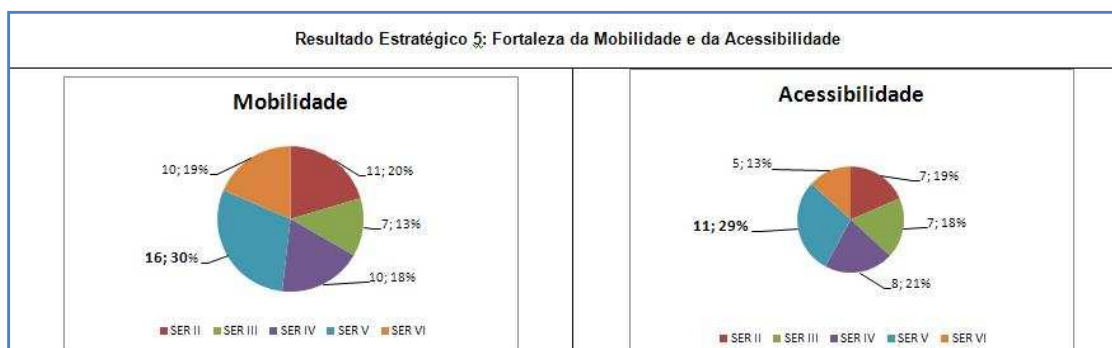 Resultado Estratégico 5: Fortaleza da Mobilidade e da Acessibilidade
Mobilidade
10; 19%
11; 20%
7; 13%
16; 30%
10; 18%
SER II SER III SER IV SER V SER VI
Acessibilidade
5; 13%
7; 19%
11; 29%
7; 18%
8; 21%
SER II SER III SER IV SER V SER VI